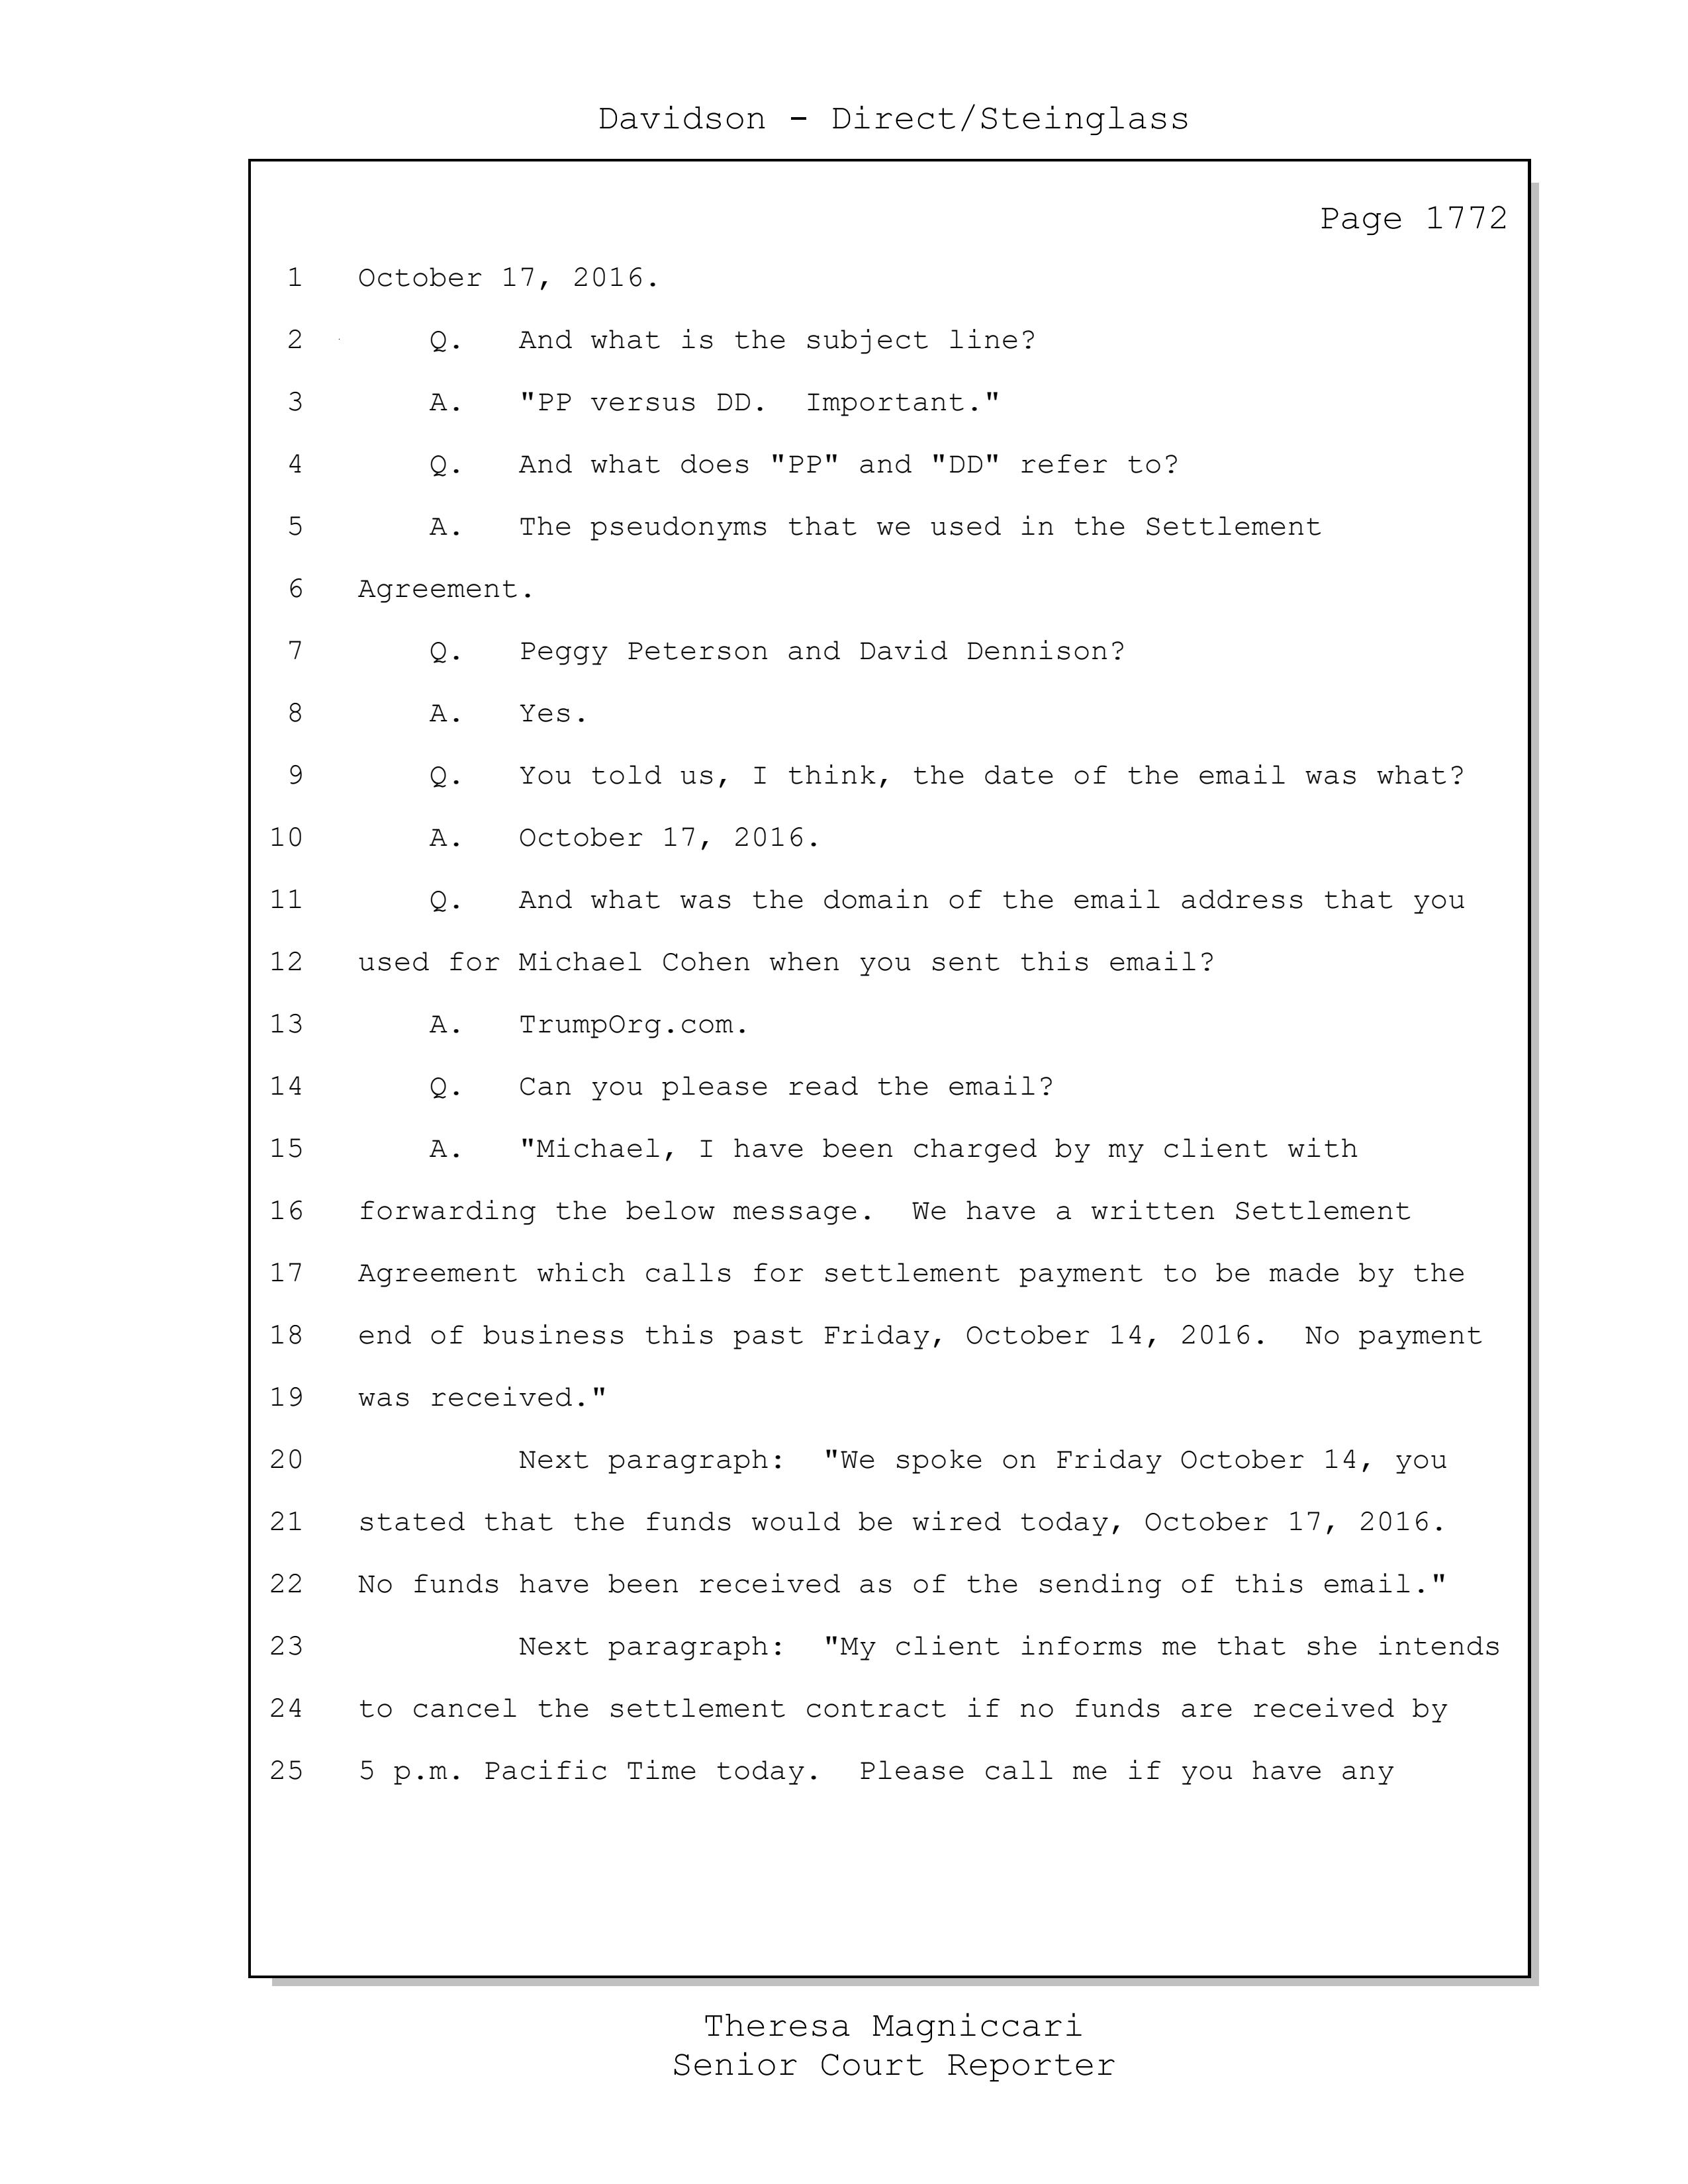 Davidson - Direct/Steinglass
Page 1772
1 October 17, 2016.
2 Q. And what is the subject line?
3 A. "PP versus DD. Important."
4 Q. And what does "PP" and "DD" refer to?
5 A. The pseudonyms that we used in the Settlement
6 Agreement.
7 Q. Peggy Peterson and David Dennison?
8 A. Yes.
9 Q. You told us, I think, the date of the email was what?
10 A. October 17, 2016.
11 Q. And what was the domain of the email address that you
12 used for Michael Cohen when you sent this email?
13 A. TrumpOrg.com.
14 Q. Can you please read the email?
15 A. "Michael, I have been charged by my client with
16 forwarding the below message. We have a written Settlement
17 Agreement which calls for settlement payment to be made by the
18 end of business this past Friday, October 14, 2016. No payment
19 was received."
20 Next paragraph: "We spoke on Friday October 14, you
21 stated that the funds would be wired today, October 17, 2016.
22 No funds have been received as of the sending of this email."
23 Next paragraph: "My client informs me that she intends
24 to cancel the settlement contract if no funds are received by
25 5 p.m. Pacific Time today. Please call me if you have any
Theresa Magniccari
Senior Court Reporter